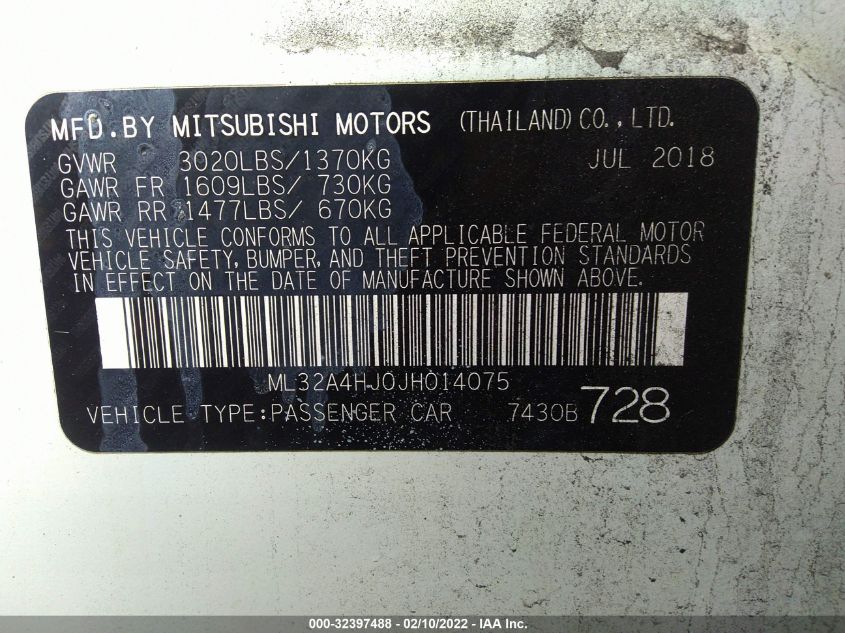 MFD.BY MITSUBISHI MOTORS (THAILAND) CO., LTD.
GVWR 3020LBS/1370KG JUL 2018
GAWR FR 1609LBS/ 730KG
GAWR RR 1477LBS/ 670KG
THIS VEHICLE CONFORMS TO ALL APPLICABLE FEDERAL MOTOR
VEHICLE SAFETY, BUMPER, AND THEFT PREVENTION STANDARDS
IN EFFECT ON THE DATE OF MANUFACTURE SHOWN ABOVE.
ML32A4HJ0JH014075
VEHICLE TYPE:PASSENGER CAR 7430B 728
000-32397488 - 02/10/2022 - IAA Inc.